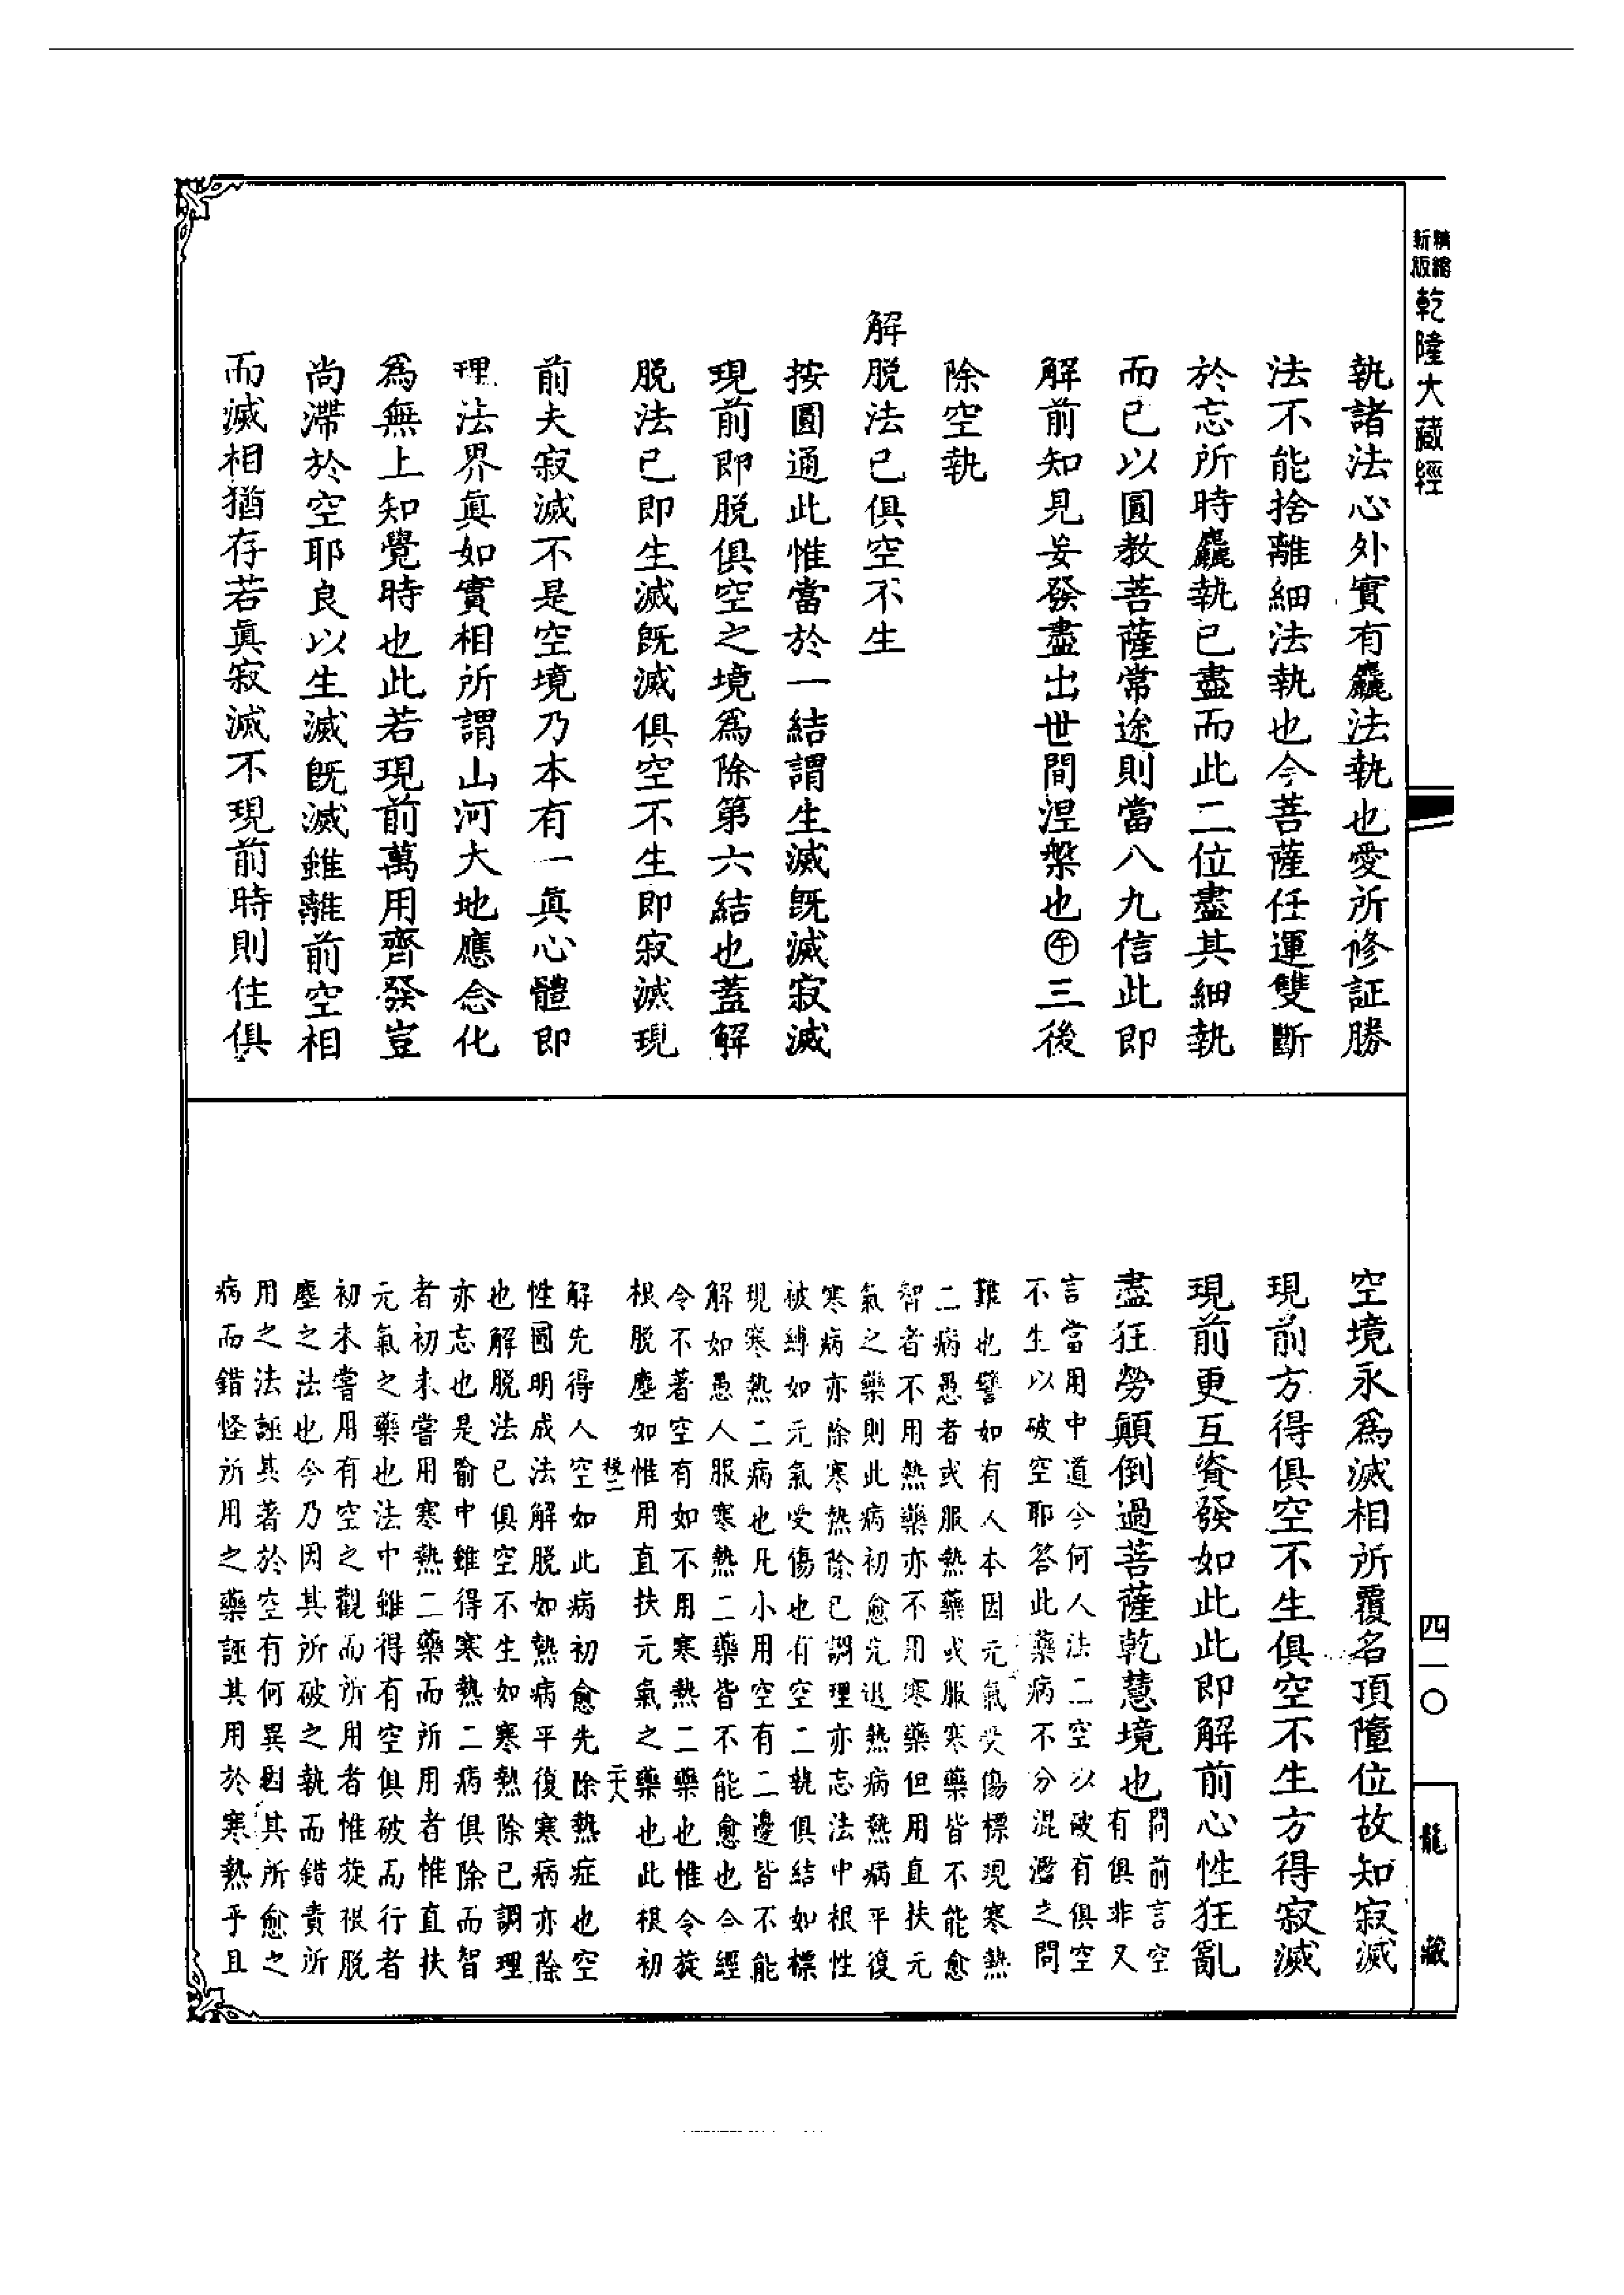 精縮
新版
乾隆大藏經
執諸法心外實有麤法執也愛所修証勝
法不能捨離細法執也今菩薩任運雙斷
於忘所時麤執已盡而此二位盡其細執
而已以圓教菩薩常途則當八九信此即
解前知見妄發盡出世間涅槃也㊌三後
除空執
解脱法已俱空不生
按圓通此惟當於一結謂生滅既滅寂滅
現前即脱俱空之境為除第六結也蓋解
脱法已即生滅既滅俱空不生即寂滅現
前夫寂滅不是空境乃本有一眞心體即
理法界眞如實相所謂山河大地應念化
為無上知覺時也此若現前萬用齊發豈
尚滯於空耶良以生滅既滅雖離前空相
而滅相猶存若眞寂滅不現前時則住俱
空境永為滅相所覆名頂墮位故知寂滅
現前方得俱空不生俱空不生方得寂滅
現前更互資發如此此即解前心性狂亂
盡狂勞顚倒過菩薩乾慧境也
問前言空
有俱非又
言當用中道今何人法二空以破有俱空
不生以破空耶答此藥病不分混濫之問
難也譬如有人本因元氣受傷標現寒熱
二病愚者或服熱藥或服寒藥皆不能愈
智者不用熱藥亦不用寒藥但用直扶元
氣之藥則此病初愈先退熱病熱病平復
寒病亦除寒熱除已調理亦忘法中根性
被縛如元氣受傷也有空二執俱結如標
現寒熱二病也凡小用空有二邊皆不能
解如愚人服寒熱二藥皆不能愈也今經
令不著空有如不用寒熱二藥也惟令旋
根脱塵如惟用直扶元氣之藥也此根初
解先得人空如此病初愈先除熱症也空
性圓明成法解脱如熱病平復寒病亦除
也解脱法已俱空不生如寒熱除已調理
亦忘也是喻中雖得寒熱二病俱除而智
者初未嘗用寒熱二藥而所用者惟直扶
元氣之藥也法中雖得有空俱破而行者
初未嘗用有空之觀而所用者惟旋根脱
塵之法也今乃因其所破之執而錯責所
用之法誣其著於空有何異因其所愈之
病而錯怪所用之藥誣其用於寒熱乎且
四一〇
龍藏